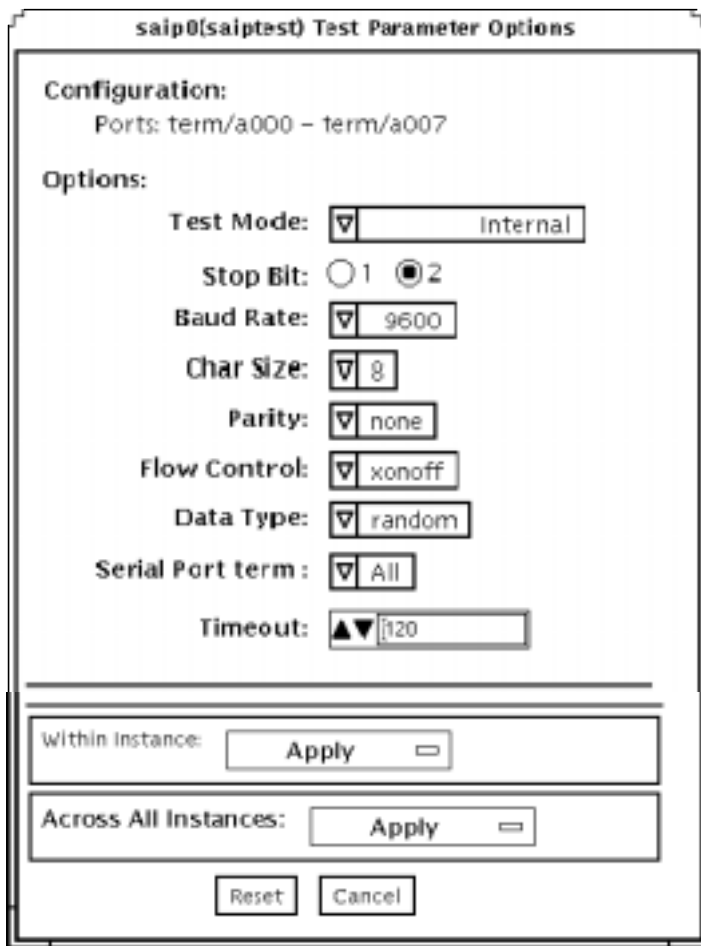 saip0(saiptest) Test Parameter Options
Configuration:
Ports: term/a000 – term/a007
Options:
Test Mode: Internal
Stop Bit: 1 2
Baud Rate: 9600
Char Size: 8
Parity: none
Flow Control: xonoff
Data Type: random
Serial Port term : All
Timeout: 120
Within Instance: Apply
Across All Instances: Apply
Reset Cancel